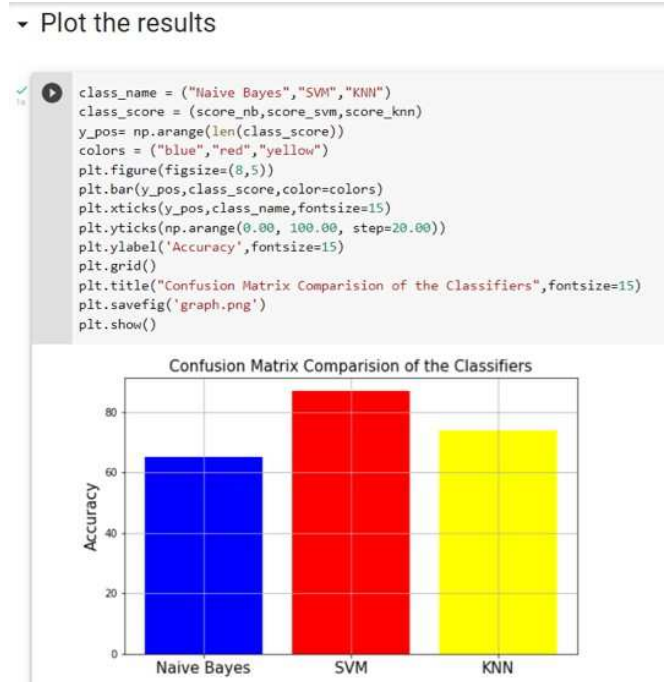 Plot the results
1s
class_name = ("Naive Bayes","SVM","KNN")
class_score = (score_nb,score_svm,score_knn)
y_pos= np.arange(len(class_score))
colors = ("blue","red","yellow")
plt.figure(figsize=(8,5))
plt.bar(y_pos,class_score,color=colors)
plt.xticks(y_pos,class_name,fontsize=15)
plt.yticks(np.arange(0.00, 100.00, step=20.00))
plt.ylabel('Accuracy',fontsize=15)
plt.grid()
plt.title("Confusion Matrix Comparision of the Classifiers",fontsize=15)
plt.savefig('graph.png')
plt.show()
Confusion Matrix Comparision of the Classifiers
80
60
40
20
0
Accuracy
Naive Bayes SVM KNN